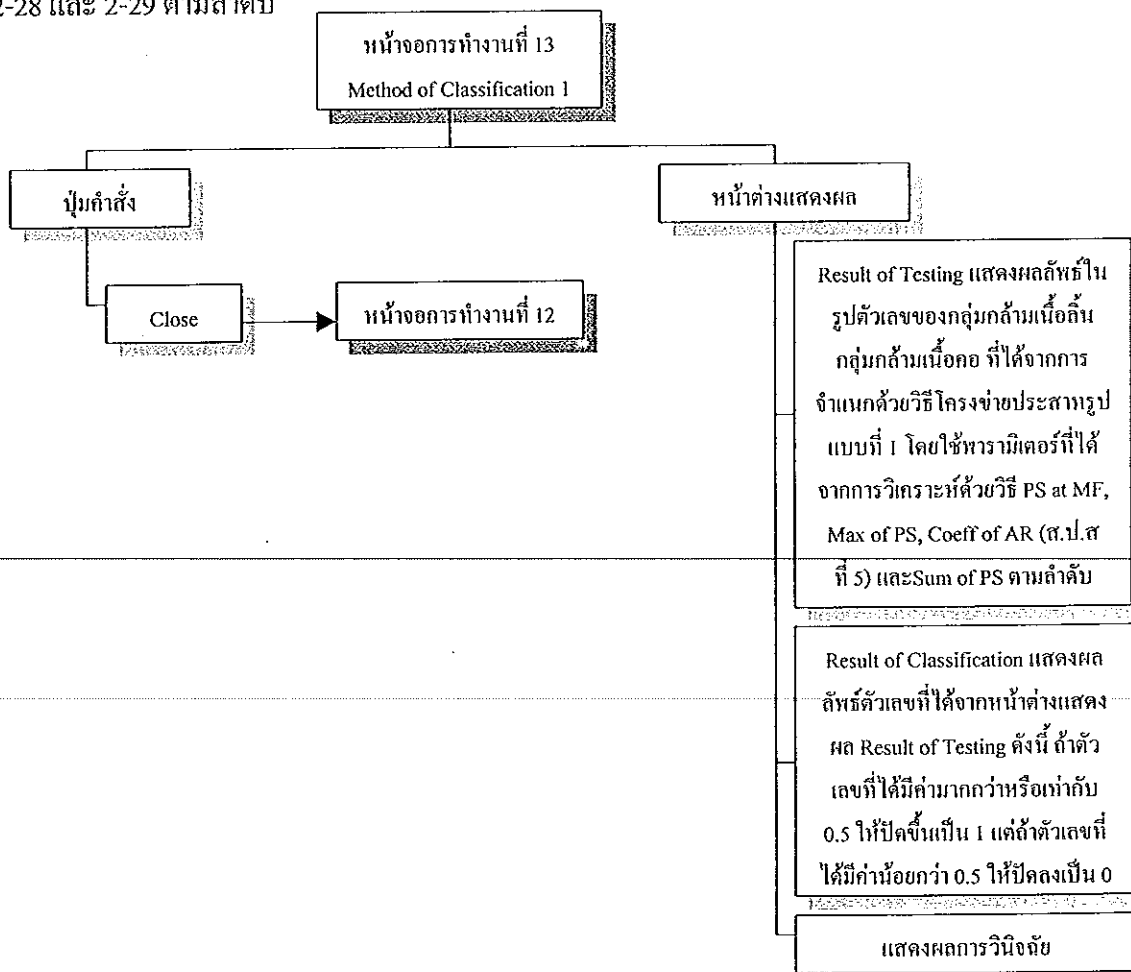 2-28 และ 2-29 ตามลำดับ
หน้าจอการทำงานที่ 13
Method of Classification 1
ปุ่มคำสั่ง
หน้าต่างแสดงผล
Close
หน้าจอการทำงานที่ 12
Result of Testing แสดงผลลัพธ์ใน
รูปตัวเลขของกลุ่มกล้ามเนื้อลิ้น
กลุ่มกล้ามเนื้อคอ ที่ได้จากการ
จำแนกด้วยวิธีโครงข่ายประสาทรูป
แบบที่ 1 โดยใช้พารามิเตอร์ที่ได้
จากการวิเคราะห์ด้วยวิธี PS at MF,
Max of PS, Coeff of AR (ส.ป.ส
ที่ 5) และSum of PS ตามลำดับ
Result of Classification แสดงผล
ลัพธ์ตัวเลขที่ได้จากหน้าต่างแสดง
ผล Result of Testing ดังนี้ ถ้าตัว
เลขที่ได้มีค่ามากกว่าหรือเท่ากับ
0.5 ให้ปัดขึ้นเป็น 1 แต่ถ้าตัวเลขที่
ได้มีค่าน้อยกว่า 0.5 ให้ปัดลงเป็น 0
แสดงผลการวินิจฉัย